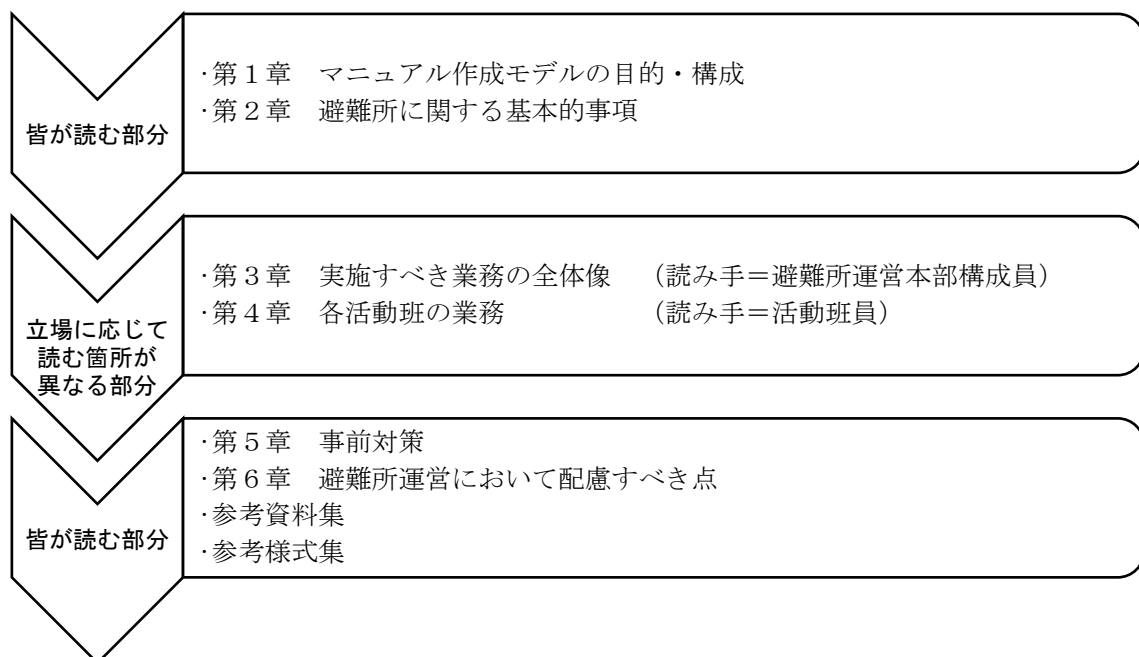 皆が読む部分
·第１章　マニュアル作成モデルの目的・構成
·第２章　避難所に関する基本的事項
立場に応じて
読む箇所が
異なる部分
·第３章　実施すべき業務の全体像　（読み手＝避難所運営本部構成員）
·第４章　各活動班の業務　　　　　（読み手＝活動班員）
皆が読む部分
·第５章　事前対策
·第６章　避難所運営において配慮すべき点
·参考資料集
·参考様式集